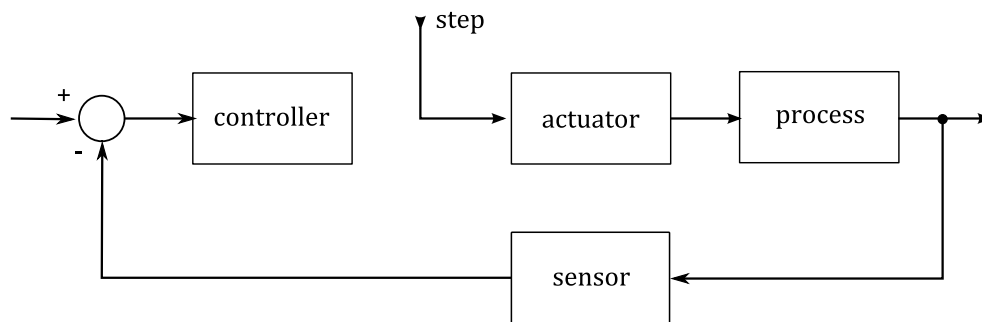 step
+
controller
actuator
process
-
sensor